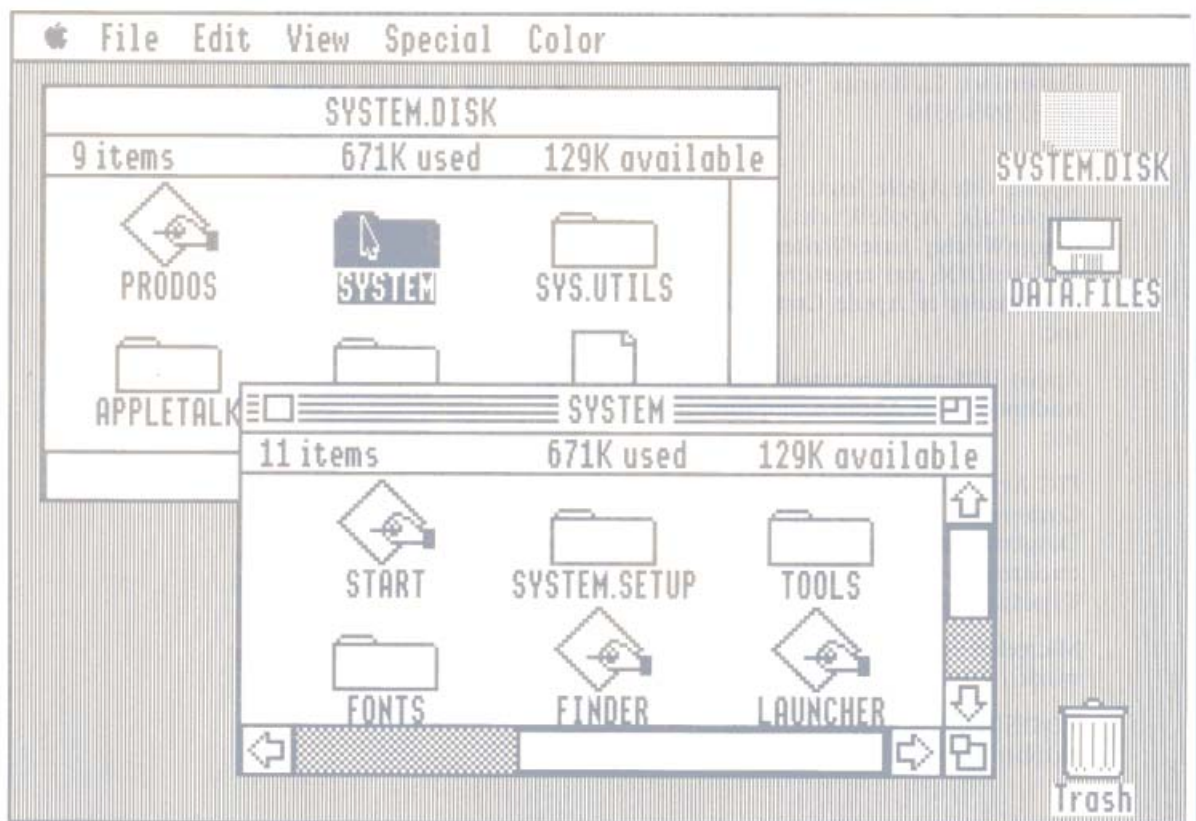 File Edit View Special Color
SYSTEM.DISK
9 items 671K used 129K available
PRODOS SYSTEM SYS.UTILS
APPLETALK
SYSTEM
11 items 671K used 129K available
START SYSTEM.SETUP TOOLS
FONTS FINDER LAUNCHER
SYSTEM.DISK
DATA.FILES
Trash